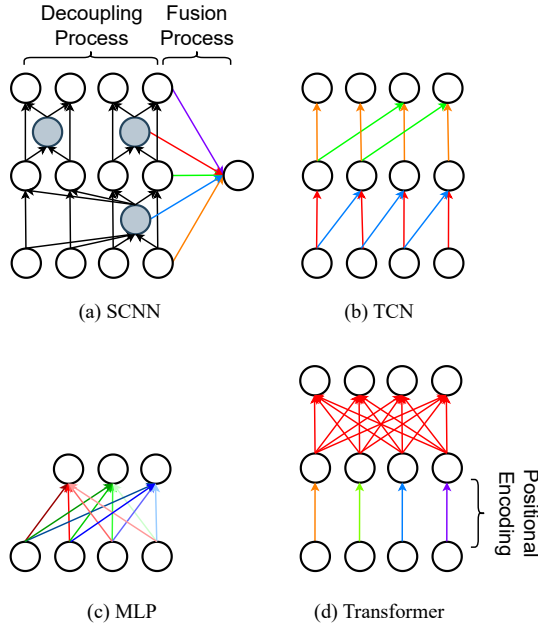 Decoupling
Process
Fusion
Process
(a) SCNN
(b) TCN
(c) MLP
Positional
Encoding
(d) Transformer